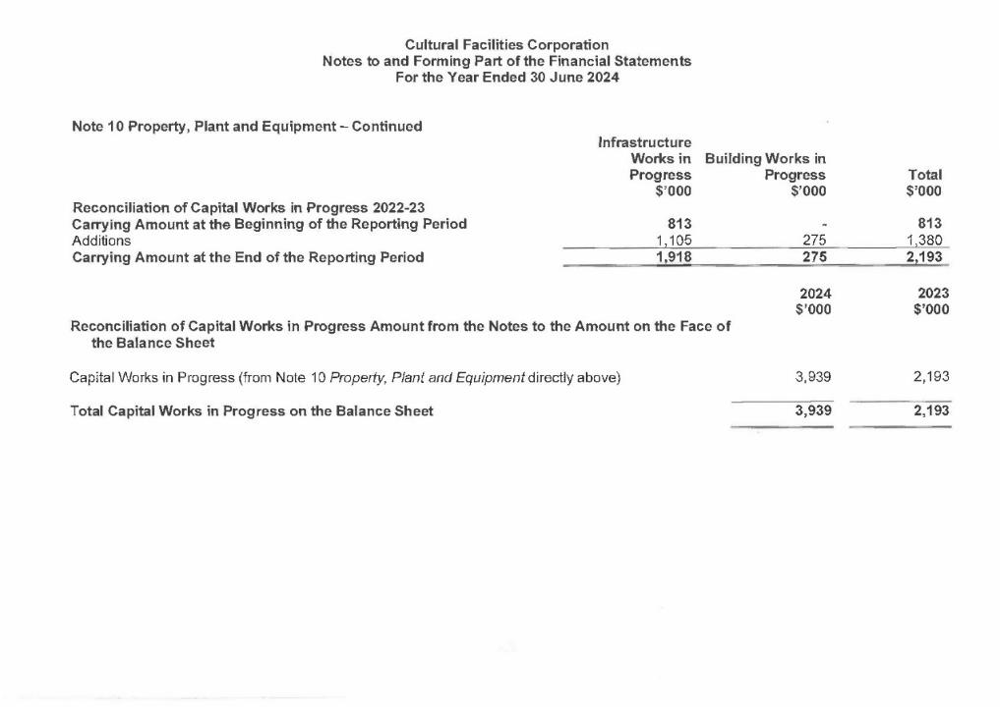 Cultural Facilities Corporation
Notes to and Forming Part of the Financial Statements
For the Year Ended 30 June 2024
Note 10 Property, Plant and Equipment – Continued
Infrastructure
Works in Building Works in
Progress Progress Total
$'000 $'000 $'000
Reconciliation of Capital Works in Progress 2022-23
Carrying Amount at the Beginning of the Reporting Period 813 - 813
Additions 1,105 275 1,380
Carrying Amount at the End of the Reporting Period 1,918 275 2,193
2024 2023
$'000 $'000
Reconciliation of Capital Works in Progress Amount from the Notes to the Amount on the Face of
the Balance Sheet
Capital Works in Progress (from Note 10 Property, Plant and Equipment directly above) 3,939 2,193
Total Capital Works in Progress on the Balance Sheet 3,939 2,193